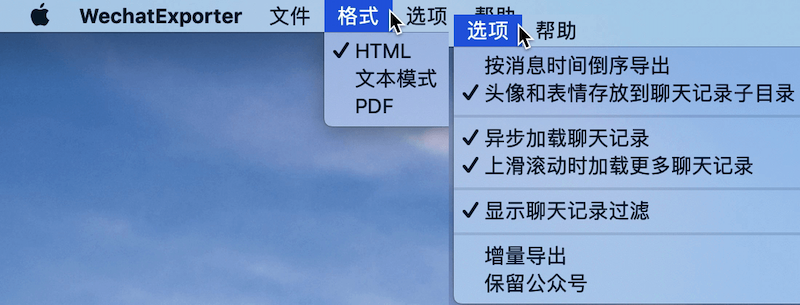 WechatExporter 文件 格式 选项 帮助
✓ HTML
文本模式
PDF
选项 帮助
按消息时间倒序导出
✓ 头像和表情存放到聊天记录子目录
✓ 异步加载聊天记录
✓ 上滑滚动时加载更多聊天记录
✓ 显示聊天记录过滤
增量导出
保留公众号